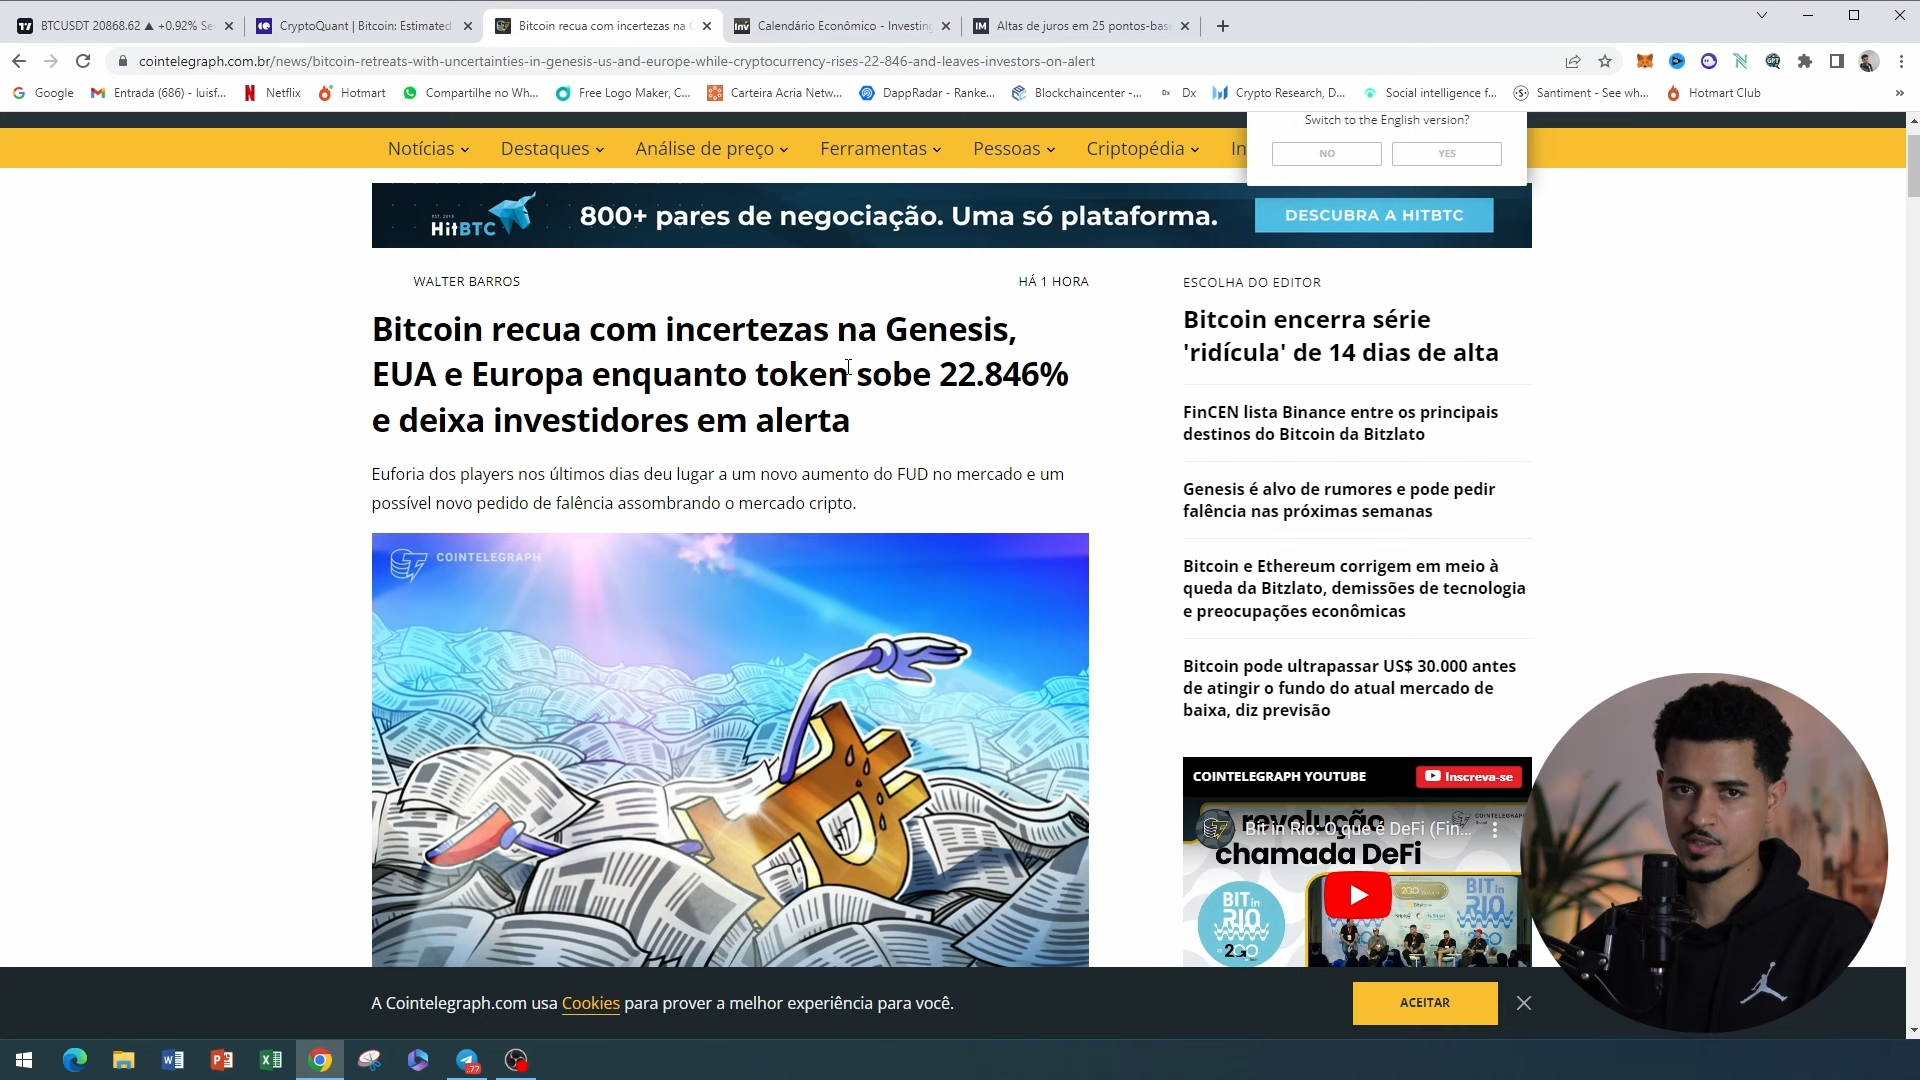 BTCUSDT 20868.62 ▲ +0.92% Se
CryptoQuant | Bitcoin: Estimated
Bitcoin recua com incertezas na G
Calendário Econômico - Investing
Altas de juros em 25 pontos-bas
cointelegraph.com.br/news/bitcoin-retreats-with-uncertainties-in-genesis-us-and-europe-while-cryptocurrency-rises-22-846-and-leaves-investors-on-alert
Google
Entrada (686) - luisf...
Netflix
Hotmart
Compartilhe no Wh...
Free Logo Maker, C...
Carteira Acria Netw...
DappRadar - Ranke...
Blockchaincenter -...
Dx
Crypto Research, D...
Social intelligence f...
Santiment - See wh...
Hotmart Club
Switch to the English version?
NO
YES
Notícias
Destaques
Análise de preço
Ferramentas
Pessoas
Criptopédia
In
EST. 2013
HitBTC
800+ pares de negociação. Uma só plataforma.
DESCUBRA A HITBTC
WALTER BARROS
HÁ 1 HORA
Bitcoin recua com incertezas na Genesis,
EUA e Europa enquanto token sobe 22.846%
e deixa investidores em alerta
Euforia dos players nos últimos dias deu lugar a um novo aumento do FUD no mercado e um
possível novo pedido de falência assombrando o mercado cripto.
COINTELEGRAPH
ESCOLHA DO EDITOR
Bitcoin encerra série
'ridícula' de 14 dias de alta
FinCEN lista Binance entre os principais
destinos do Bitcoin da Bitzlato
Genesis é alvo de rumores e pode pedir
falência nas próximas semanas
Bitcoin e Ethereum corrigem em meio à
queda da Bitzlato, demissões de tecnologia
e preocupações econômicas
Bitcoin pode ultrapassar US$ 30.000 antes
de atingir o fundo do atual mercado de
baixa, diz previsão
COINTELEGRAPH YOUTUBE
Inscreva-se
revolução
Bit in Rio: O que é DeFi (Fin...
chamada DeFi
BIT in
RIO
A Cointelegraph.com usa Cookies para prover a melhor experiência para você.
ACEITAR